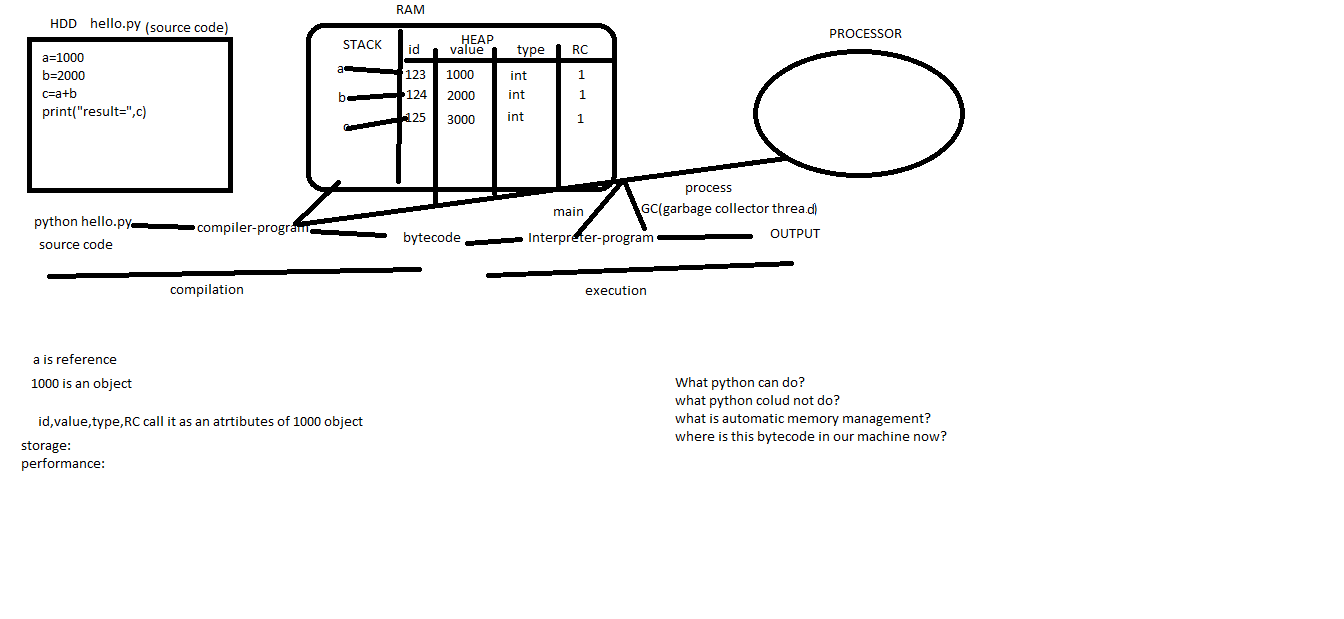 RAM
HDD hello.py (source code)
a=1000
b=2000
c=a+b
print("result=",c)
STACK
HEAP
id value type RC
a 123 1000 int 1
b 124 2000 int 1
c 125 3000 int 1
PROCESSOR
process
main
GC(garbage collector threa.d)
python hello.py
compiler-program
bytecode
Interpreter-program
OUTPUT
source code
compilation
execution
a is reference
1000 is an object
id,value,type,RC call it as an atrtibutes of 1000 object
storage:
performance:
What python can do?
what python colud not do?
what is automatic memory management?
where is this bytecode in our machine now?